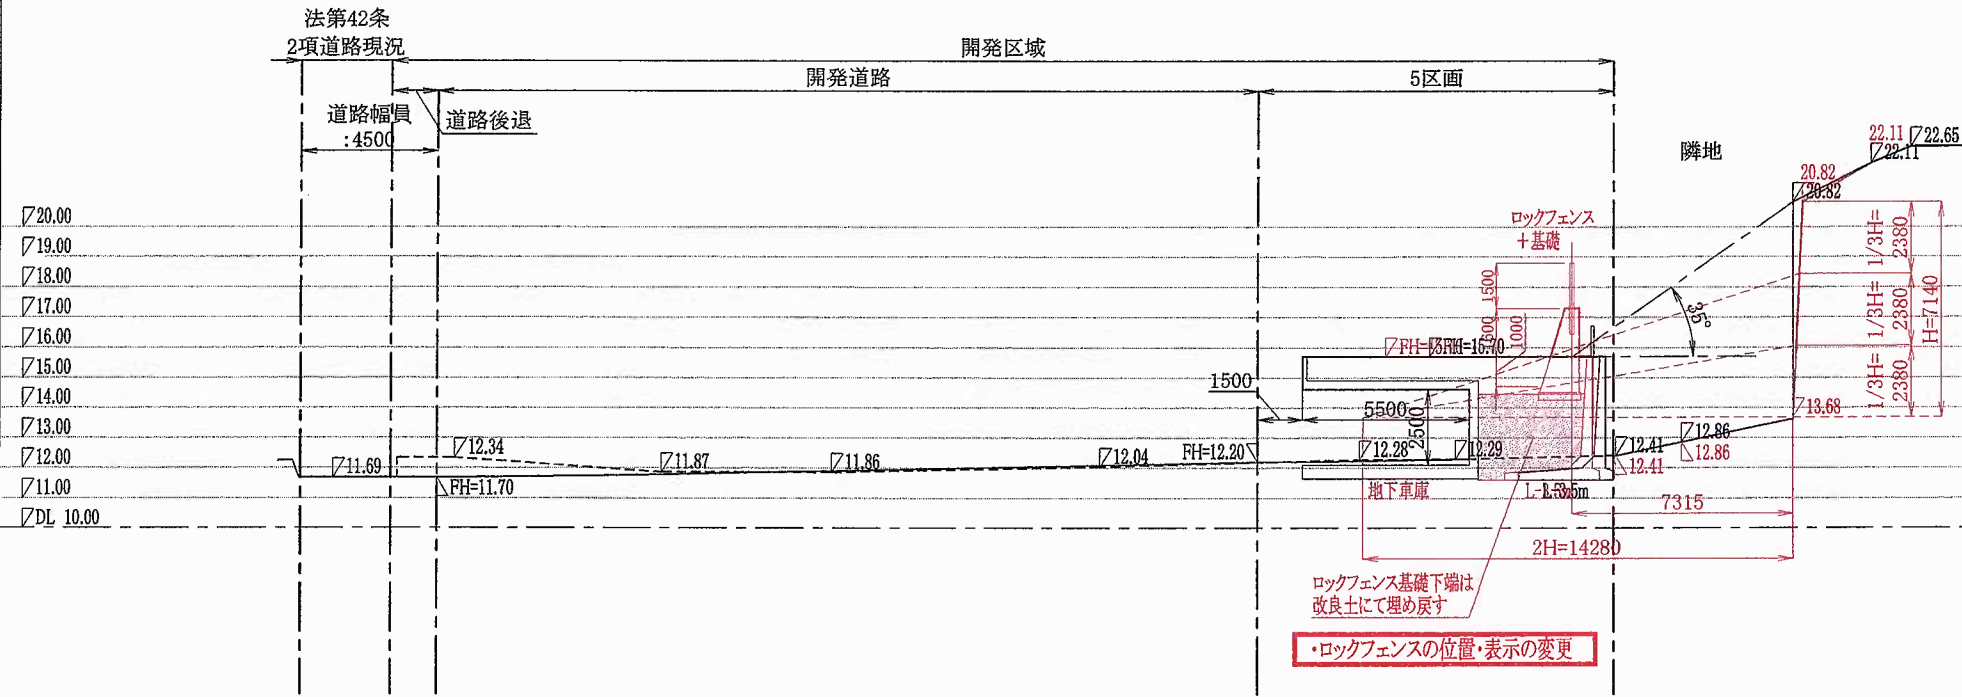 法第42条
2項道路現況
開発区域
開発道路
5区画
道路幅員
:4500
道路後退
隣地
22.11
22.65
22.11
20.82
20.82
20.00
19.00
18.00
17.00
16.00
15.00
14.00
13.00
12.00
11.00
DL 10.00
ロックフェンス
+基礎
1500
1000
35°
1/3H=
2380
1/3H=
2380
1/3H=
2380
H=7140
FH=15.70
1500
5500
2500
13.68
12.34
11.69
11.87
11.86
12.04
FH=12.20
12.28
12.29
12.41
12.41
12.86
12.86
FH=11.70
地下車庫
7315
2H=14280
ロックフェンス基礎下端は
改良土にて埋め戻す
・ロックフェンスの位置・表示の変更